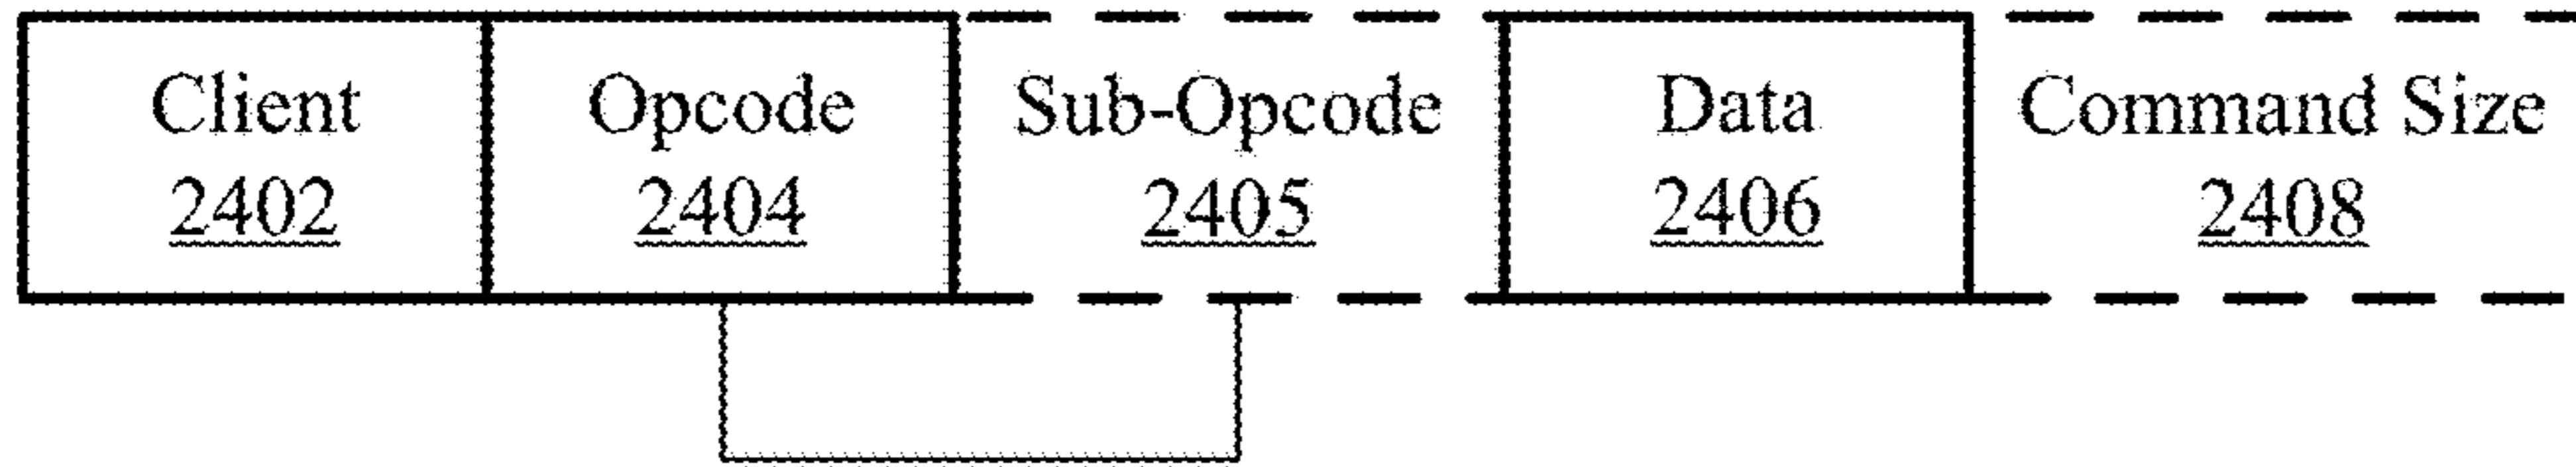 Client Opcode Sub-Opcode Data Command Size
2402 2404 2405 2406 2408